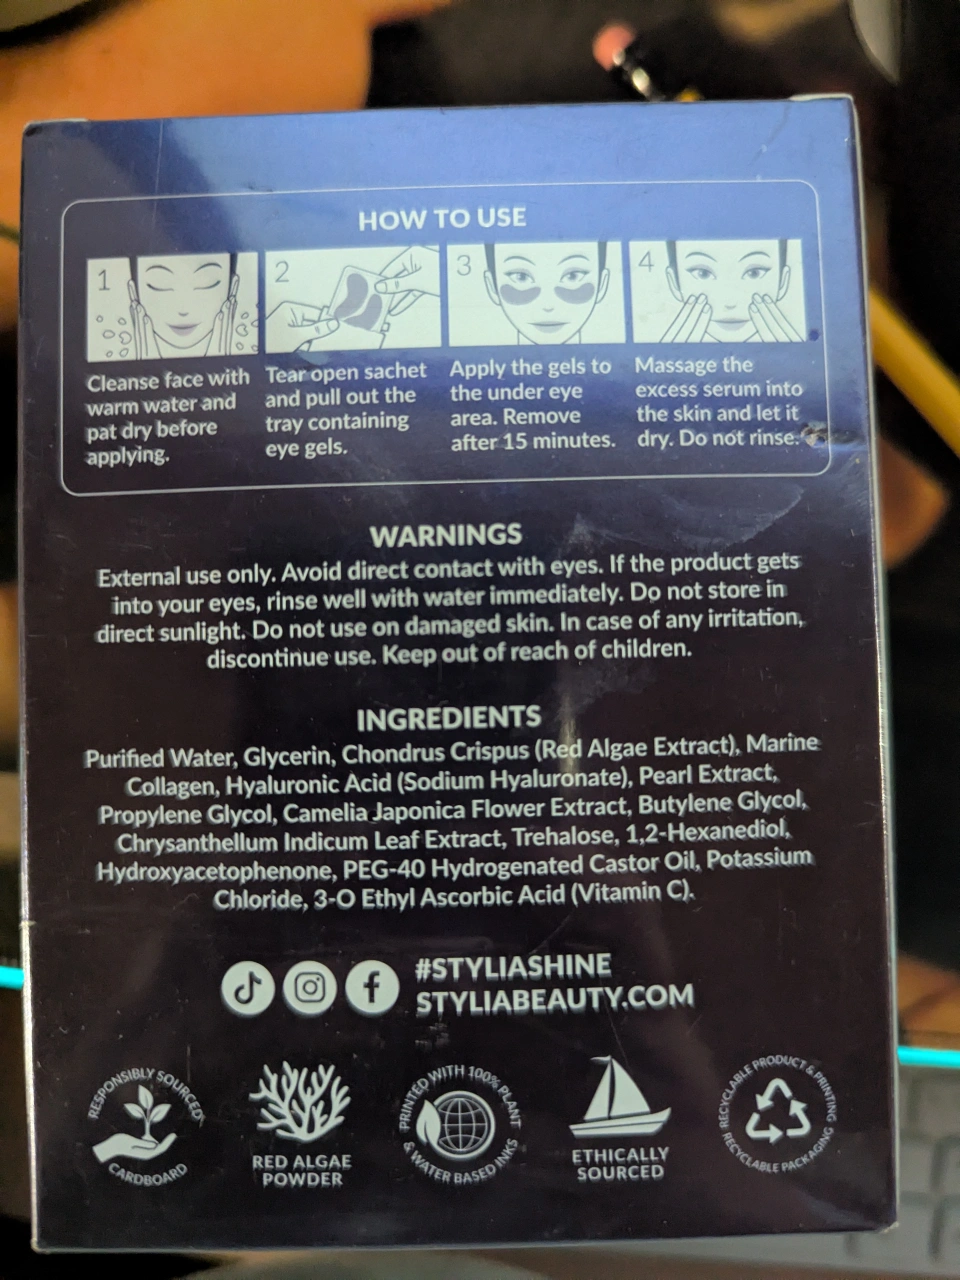 HOW TO USE
1
2
3
4
Cleanse face with
warm water and
pat dry before
applying.
Tear open sachet
and pull out the
tray containing
eye gels.
Apply the gels to
the under eye
area. Remove
after 15 minutes.
Massage the
excess serum into
the skin and let it
dry. Do not rinse.
WARNINGS
External use only. Avoid direct contact with eyes. If the product gets
into your eyes, rinse well with water immediately. Do not store in
direct sunlight. Do not use on damaged skin. In case of any irritation,
discontinue use. Keep out of reach of children.
INGREDIENTS
Purified Water, Glycerin, Chondrus Crispus (Red Algae Extract), Marine
Collagen, Hyaluronic Acid (Sodium Hyaluronate), Pearl Extract,
Propylene Glycol, Camelia Japonica Flower Extract, Butylene Glycol,
Chrysanthellum Indicum Leaf Extract, Trehalose, 1,2-Hexanediol,
Hydroxyacetophenone, PEG-40 Hydrogenated Castor Oil, Potassium
Chloride, 3-O Ethyl Ascorbic Acid (Vitamin C).
#STYLIASHINE
STYLIABEAUTY.COM
RESPONSIBLY SOURCED
CARDBOARD
RED ALGAE
POWDER
PRINTED WITH 100% PLANT
& WATER BASED INKS
ETHICALLY
SOURCED
RECYCLABLE PRODUCT & PRINTING
RECYCLABLE PACKAGING